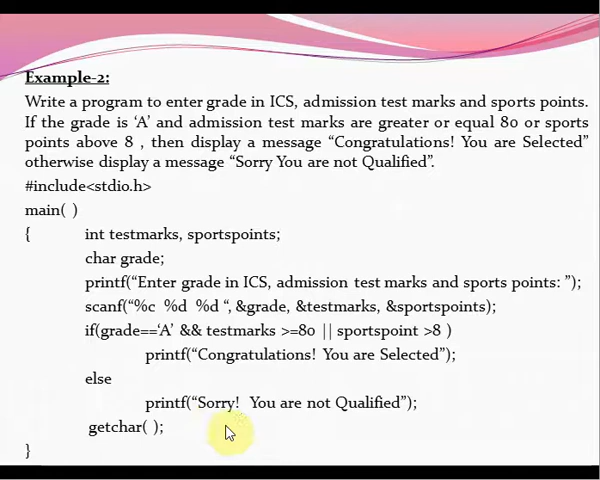 Example-2:
Write a program to enter grade in ICS, admission test marks and sports points.
If the grade is ‘A’ and admission test marks are greater or equal 80 or sports
points above 8 , then display a message “Congratulations! You are Selected”
otherwise display a message “Sorry You are not Qualified”.
#include<stdio.h>
main( )
{ int testmarks, sportspoints;
char grade;
printf(“Enter grade in ICS, admission test marks and sports points: ”);
scanf(“%c %d %d “, &grade, &testmarks, &sportspoints);
if(grade==‘A’ && testmarks >=80 || sportspoint >8 )
printf(“Congratulations! You are Selected”);
else
printf(“Sorry! You are not Qualified”);
getchar( );
}